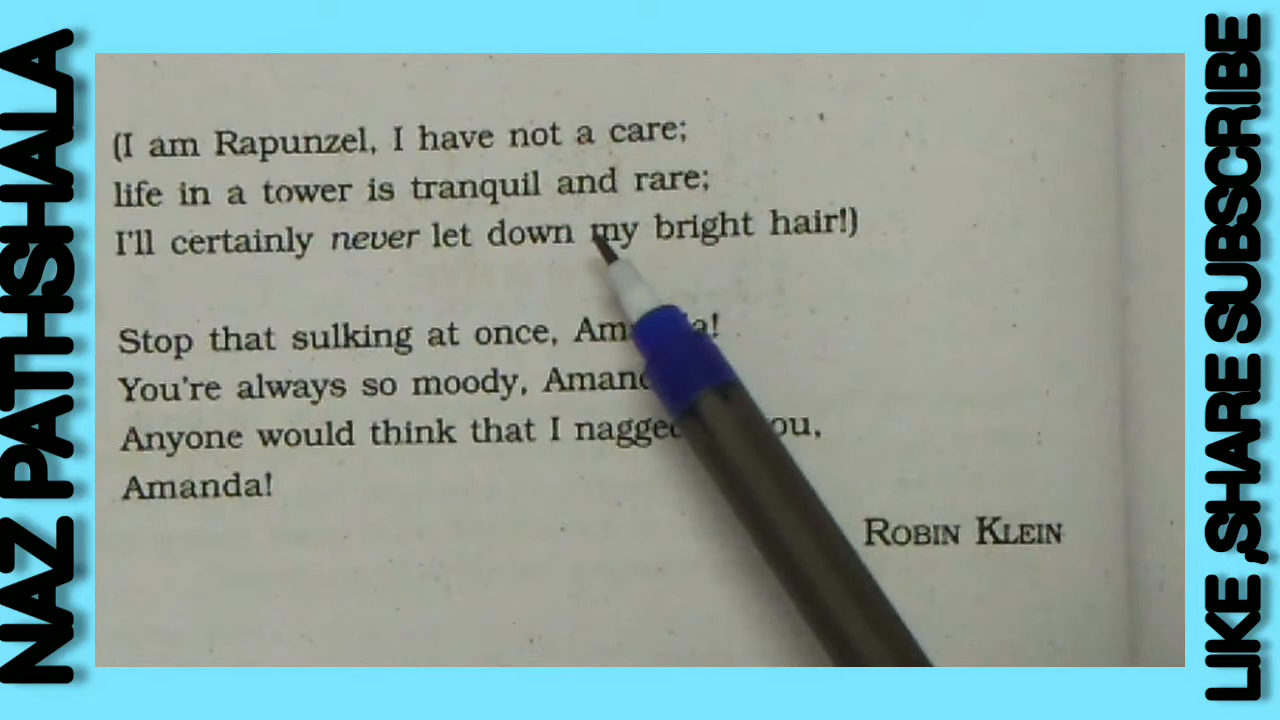 NAZ PATHSHALA
(I am Rapunzel, I have not a care;
life in a tower is tranquil and rare;
I'll certainly never let down my bright hair!)
Stop that sulking at once,
You're always so moody,
Anyone would think that I
Amanda!
ROBIN KLEIN
LIKE ,SHARE SUBSCRIBE